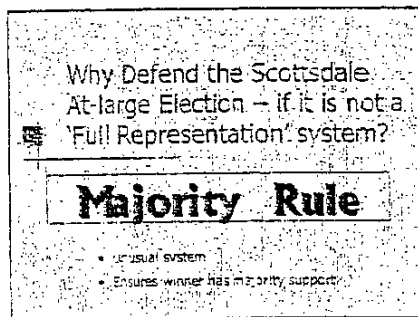 Why Defend the Scottsdale
At-large Election – if it is not a
'Full Representation' system?
Majority Rule
• unusual system
• Ensures winner has majority support